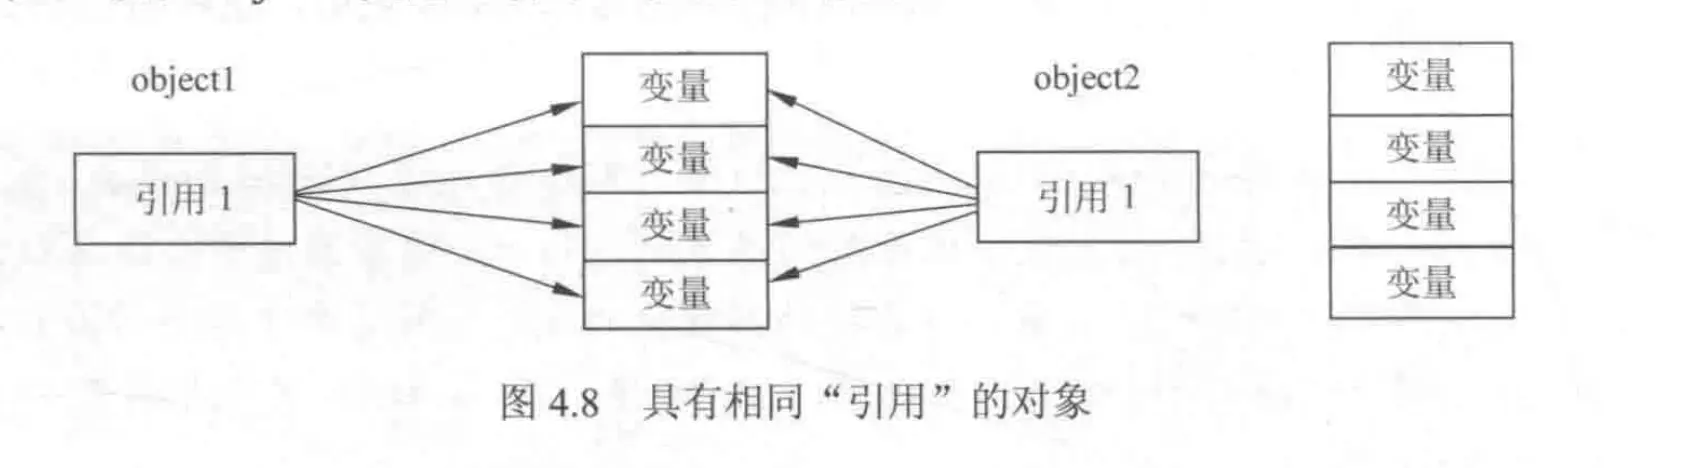 object1
变量
变量
变量
变量
引用 1
object2
引用 1
变量
变量
变量
变量
图 4.8 具有相同“引用”的对象